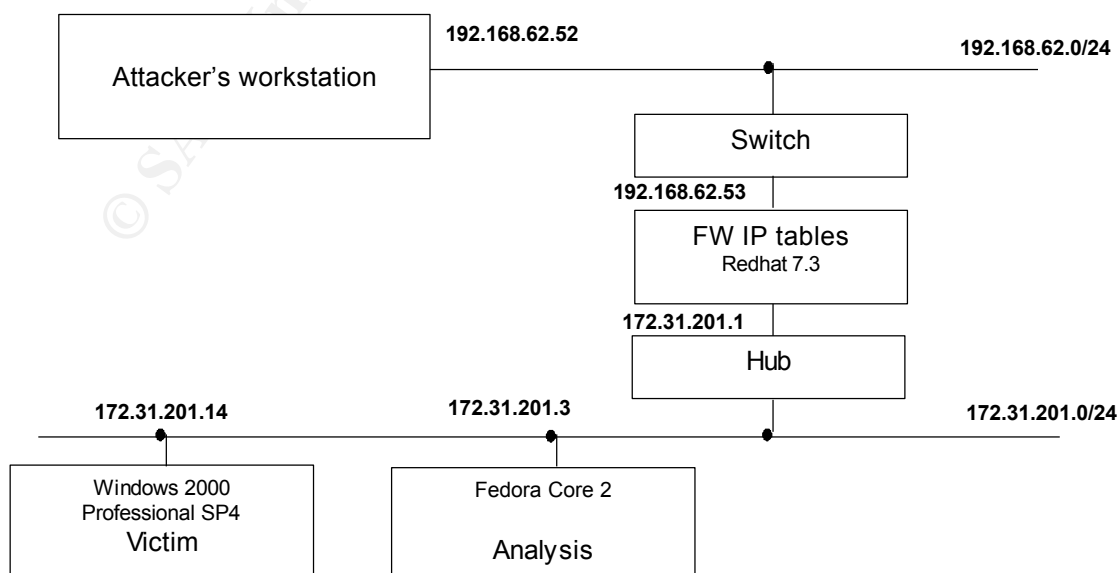 192.168.62.52
192.168.62.0/24
Attacker's workstation
Switch
192.168.62.53
FW IP tables
Redhat 7.3
172.31.201.1
Hub
172.31.201.14
172.31.201.3
172.31.201.0/24
Windows 2000
Professional SP4
Victim
Fedora Core 2
Analysis